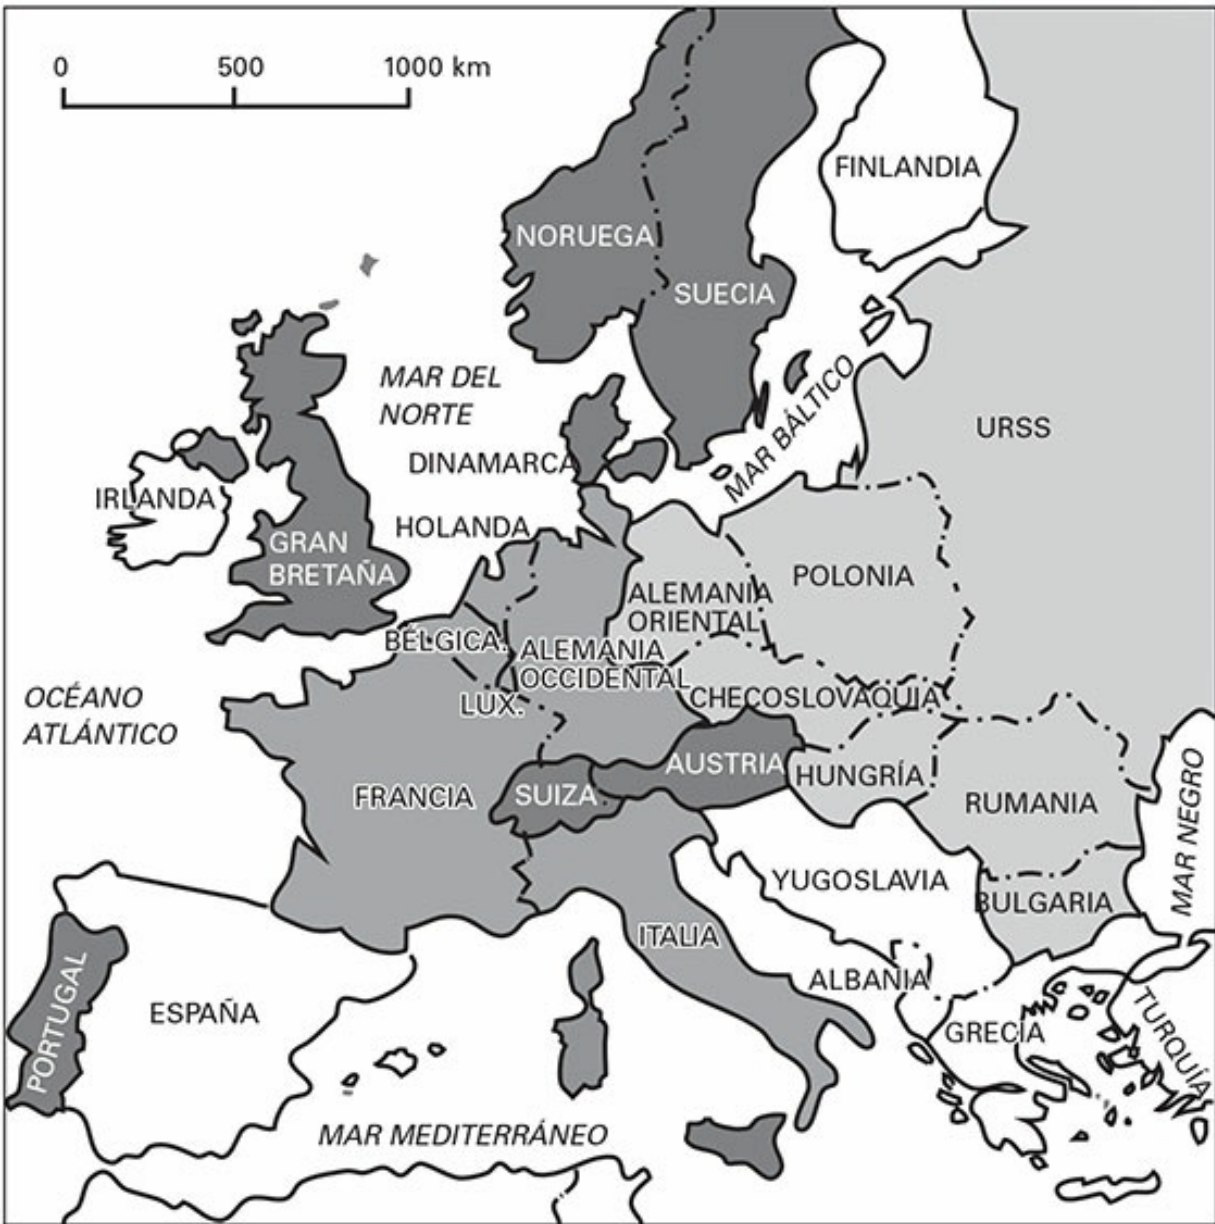 0 500 1000 km
FINLANDIA
NORUEGA
SUECIA
MAR DEL
NORTE
MAR BÁLTICO
URSS
DINAMARCA
IRLANDA
HOLANDA
GRAN
BRETAÑA
POLONIA
ALEMANIA
ORIENTAL
BÉLGICA.
ALEMANIA
OCCIDENTAL
OCÉANO
ATLÁNTICO
LUX.
CHECOSLOVAQUIA
AUSTRIA
HUNGRÍA
FRANCIA
SUIZA
RUMANIA
MAR NEGRO
YUGOSLAVIA
BULGARIA
ITALIA
ALBANIA
PORTUGAL
ESPAÑA
GRECIA
TURQUÍA
MAR MEDITERRÁNEO